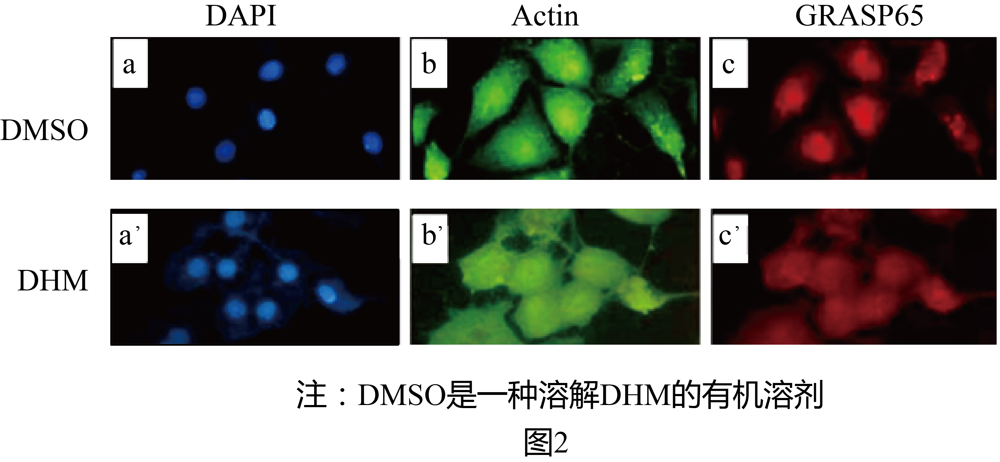 DAPI Actin GRASP65
a b c
DMSO
a’ b’ c’
DHM
注：DMSO是一种溶解DHM的有机溶剂
图2